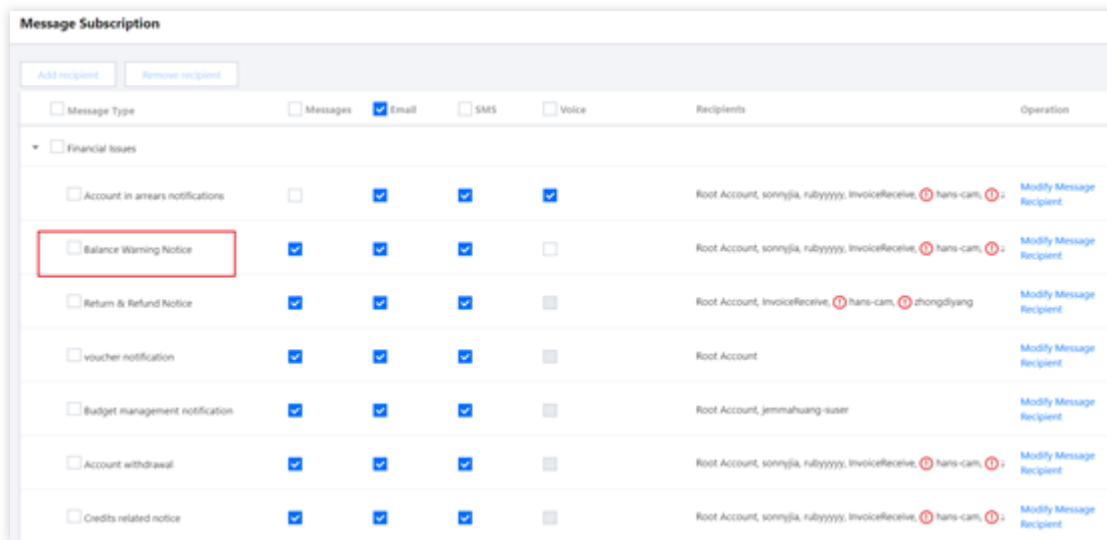 Message Subscription
Add recipient Remove recipient
Message Type Messages Email SMS Voice Recipients Operation
Financial Issues
Account in arrears notifications Root Account, sonnyjia, rubyyyyy, InvoiceReceive, hans-cam, Modify Message Recipient
Balance Warning Notice Root Account, sonnyjia, rubyyyyy, InvoiceReceive, hans-cam, Modify Message Recipient
Return & Refund Notice Root Account, InvoiceReceive, hans-cam, zhongdiyang Modify Message Recipient
voucher notification Root Account Modify Message Recipient
Budget management notification Root Account, jemmahuang-suser Modify Message Recipient
Account withdrawal Root Account, sonnyjia, rubyyyyy, InvoiceReceive, hans-cam, Modify Message Recipient
Credits related notice Root Account, sonnyjia, rubyyyyy, InvoiceReceive, hans-cam, Modify Message Recipient